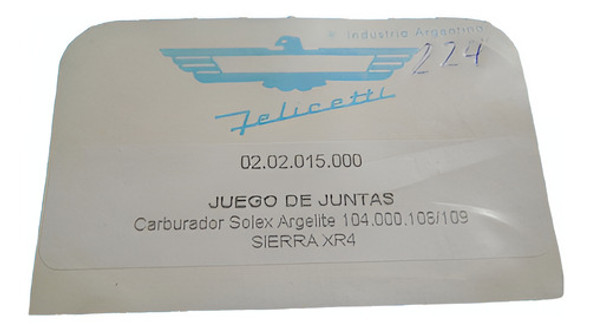 Industria Argentina
224
Felicetti
02.02.015.000
JUEGO DE JUNTAS
Carburador Solex Argelite 104.000.108/109
SIERRA XR4